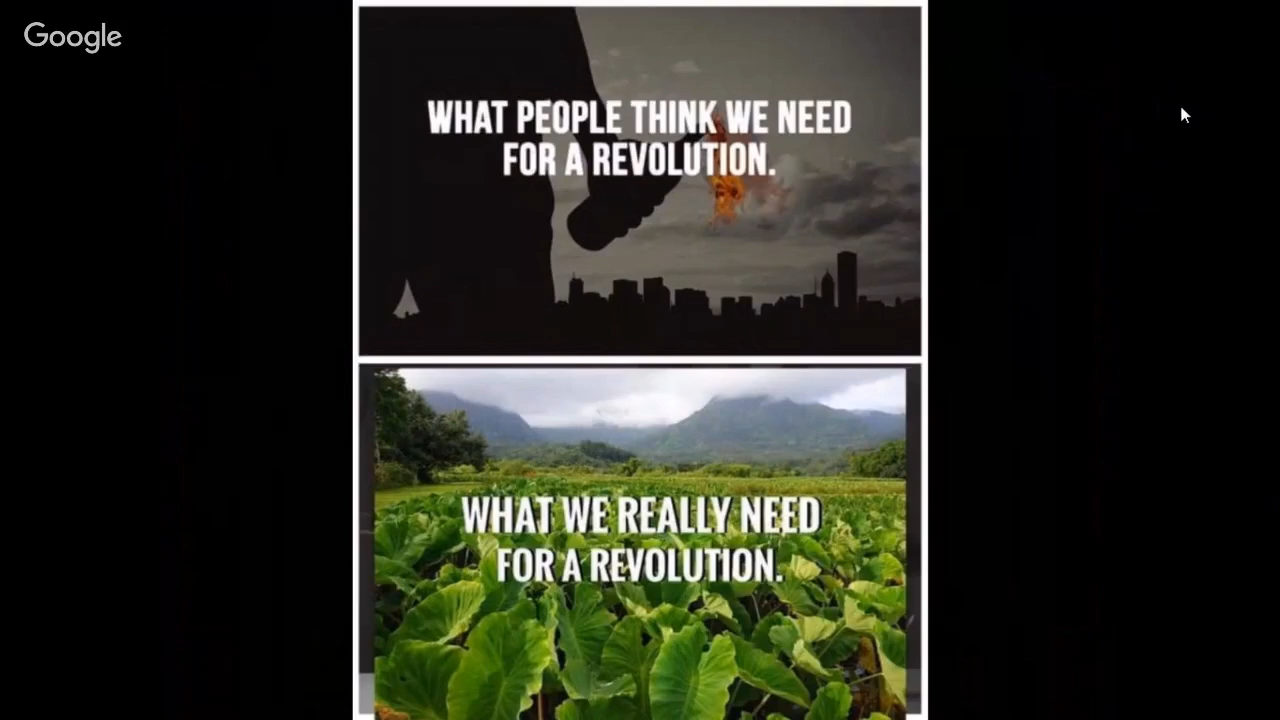 Google
WHAT PEOPLE THINK WE NEED
FOR A REVOLUTION.
WHAT WE REALLY NEED
FOR A REVOLUTION.